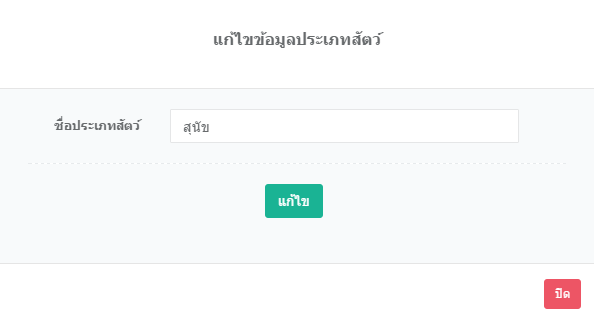 แก้ไขข้อมูลประเภทสัตว์
ชื่อประเภทสัตว์
สุนัข
แก้ไข
ปิด